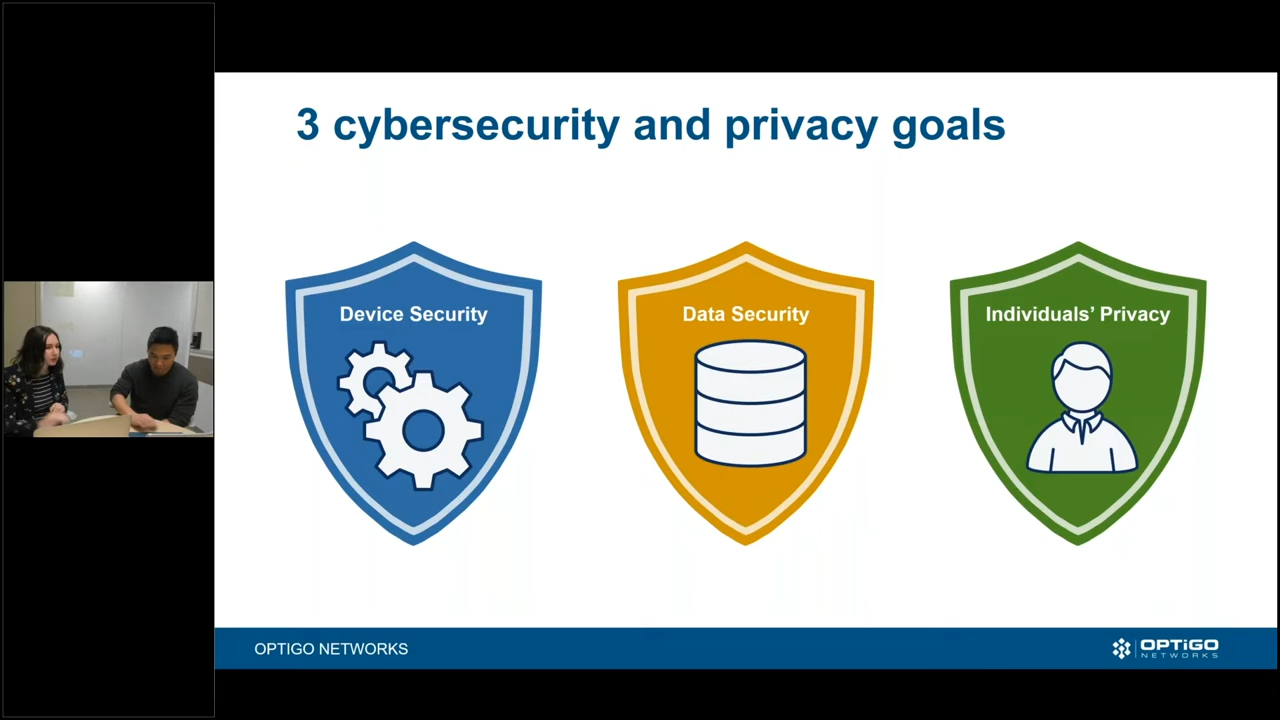 3 cybersecurity and privacy goals
Device Security
Data Security
Individuals’ Privacy
OPTIGO NETWORKS
OPTiGO
NETWORKS